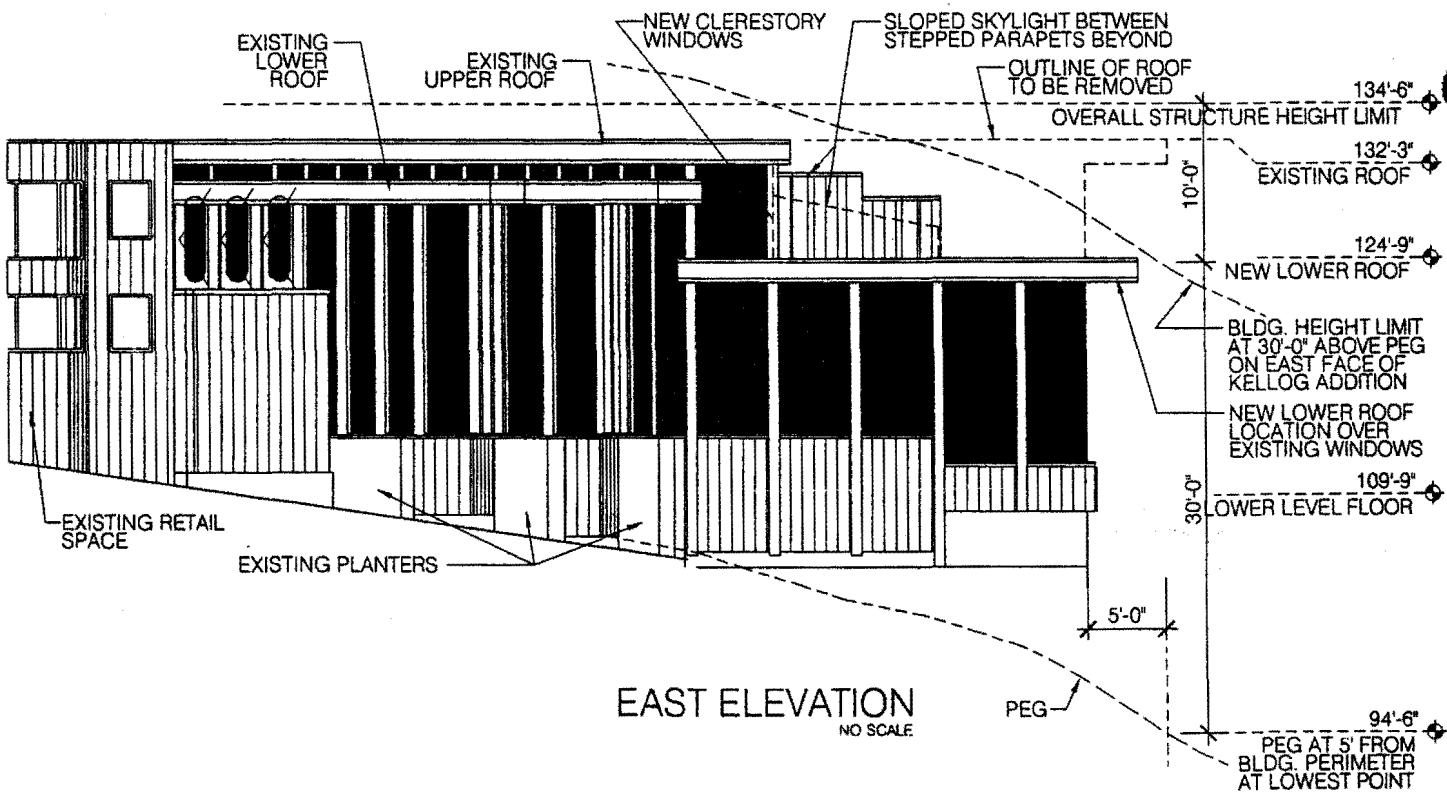 NEW CLERESTORY
WINDOWS
SLOPED SKYLIGHT BETWEEN
STEPPED PARAPETS BEYOND
EXISTING
LOWER
ROOF
EXISTING
UPPER ROOF
OUTLINE OF ROOF
TO BE REMOVED
134'-6"
OVERALL STRUCTURE HEIGHT LIMIT
132'-3"
EXISTING ROOF
10'-0"
124'-9"
NEW LOWER ROOF
BLDG. HEIGHT LIMIT
AT 30'-0" ABOVE PEG
ON EAST FACE OF
KELLOG ADDITION
NEW LOWER ROOF
LOCATION OVER
EXISTING WINDOWS
109'-9"
LOWER LEVEL FLOOR
30'-0"
EXISTING RETAIL
SPACE
EXISTING PLANTERS
5'-0"
EAST ELEVATION
NO SCALE
PEG
94'-6"
PEG AT 5' FROM
BLDG. PERIMETER
AT LOWEST POINT